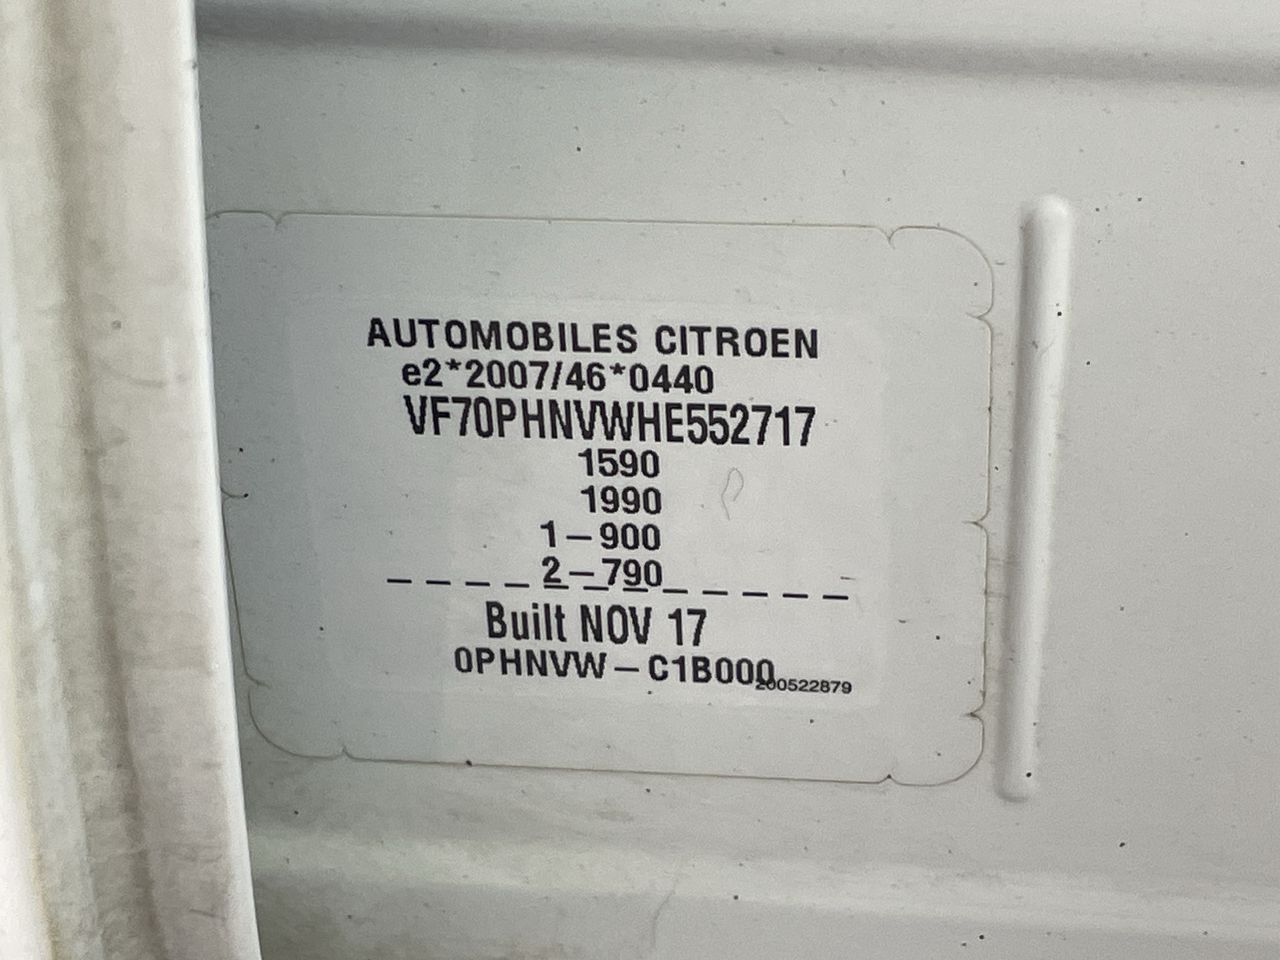 AUTOMOBILES CITROEN
e2*2007/46*0440
VF70PHNVWHE552717
1590
1990
1–900
2–790
Built NOV 17
0PHNVW–C1B000
200522879